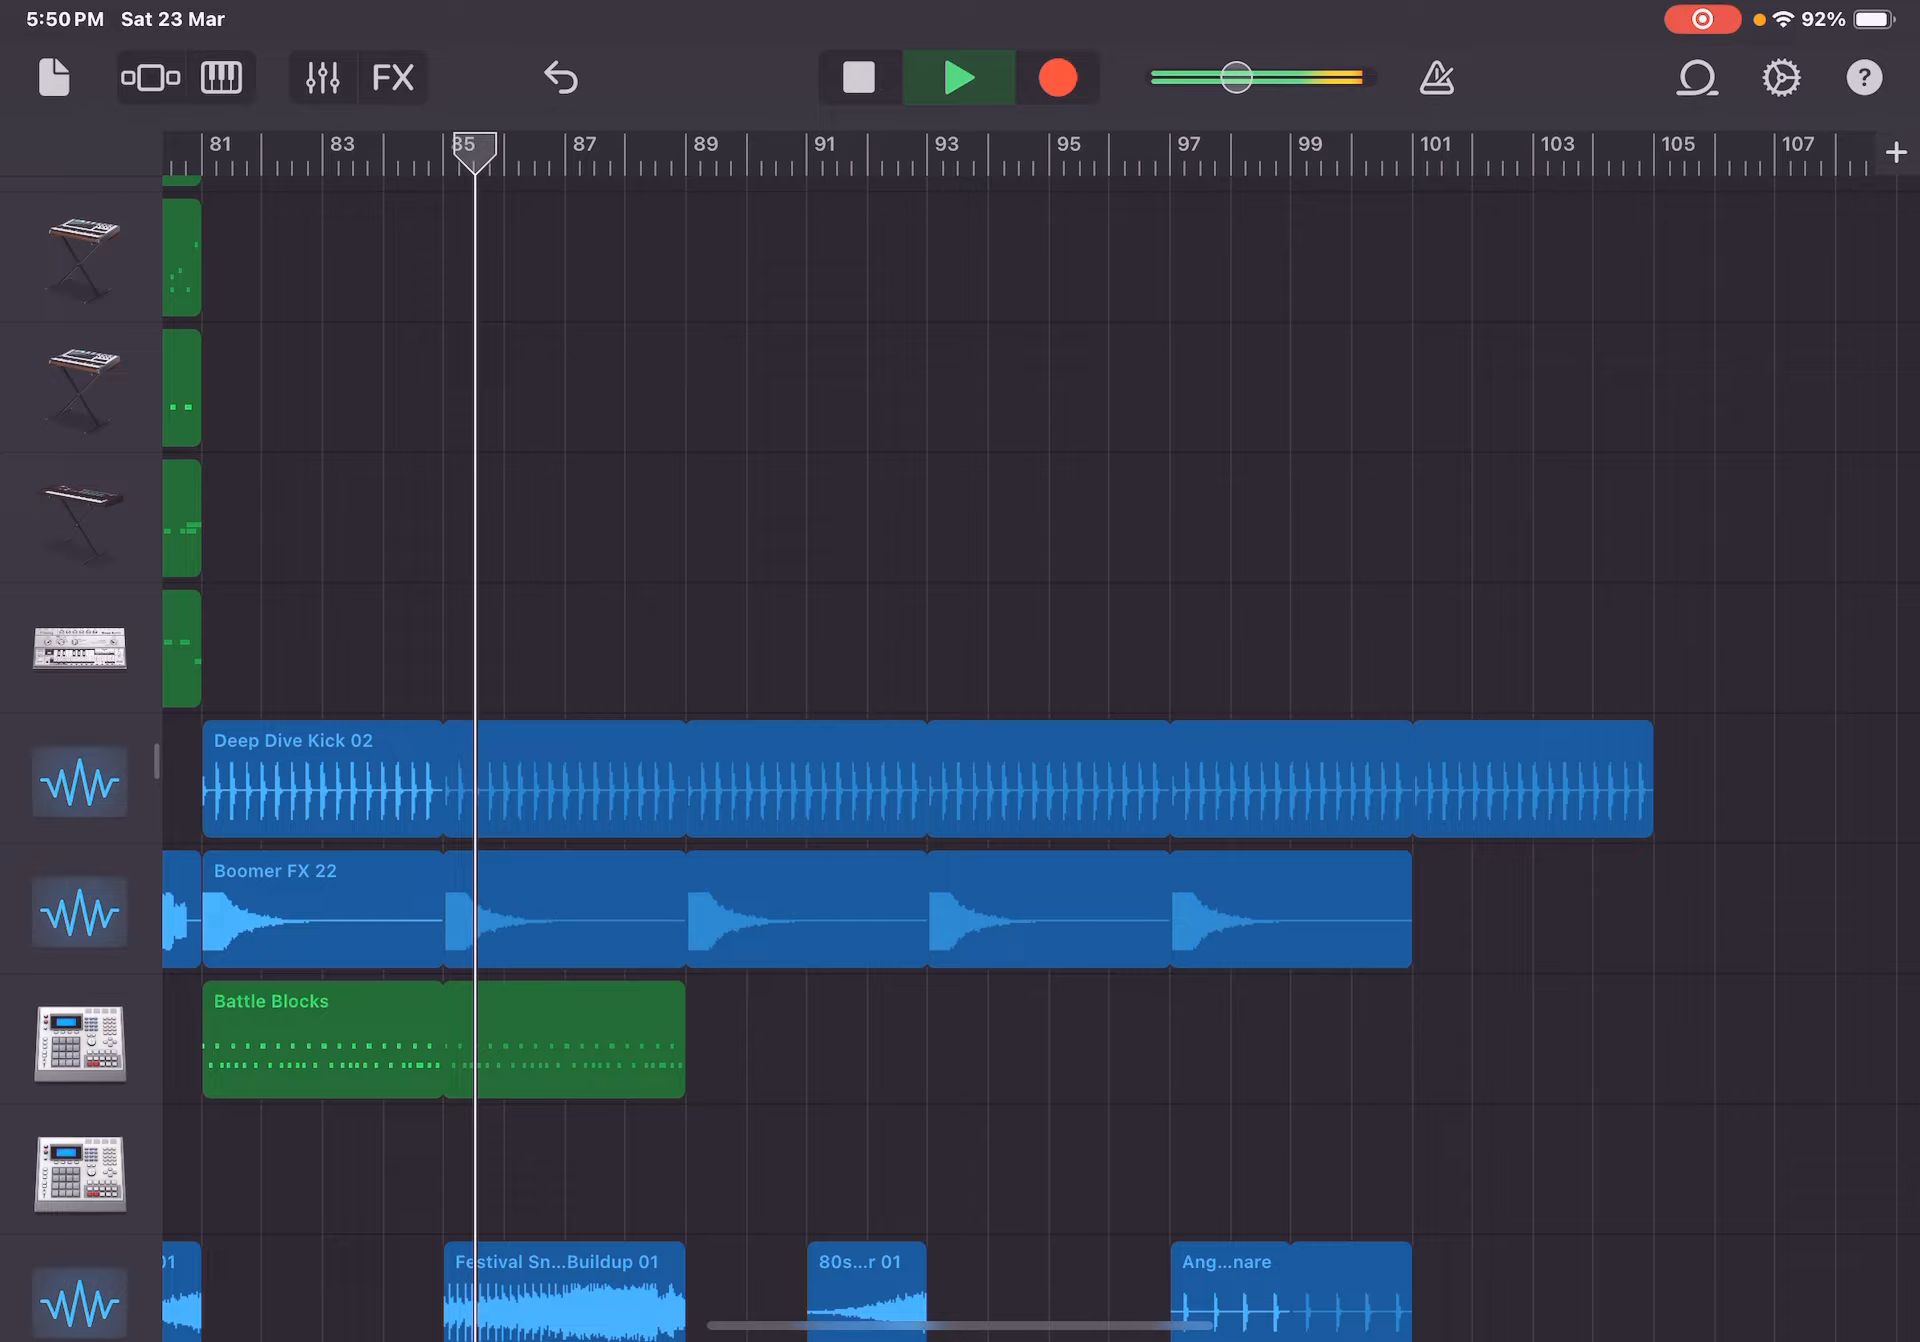 5:50 PM Sat 23 Mar 92%
FX ?
81 83 85 87 89 91 93 95 97 99 101 103 105 107 +
Deep Dive Kick 02
Boomer FX 22
Battle Blocks
01 Festival Sn...Buildup 01 80s...r 01 Ang...nare